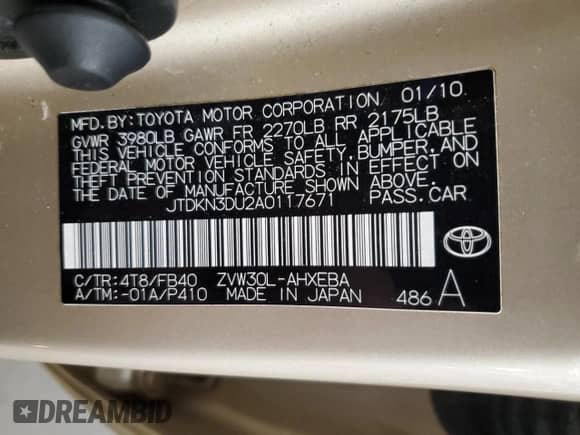 MFD.BY:TOYOTA MOTOR CORPORATION 01/10
GVWR 3980LB GAWR FR 2270LB RR 2175LB
THIS VEHICLE CONFORMS TO ALL APPLICABLE
FEDERAL MOTOR VEHICLE SAFETY,BUMPER,AND
THEFT PREVENTION STANDARDS IN EFFECT ON
THE DATE OF MANUFACTURE SHOWN ABOVE.
JTDKN3DU2A0117671 PASS.CAR
C/TR:4T8/FB40 ZVW30L-AHXEBA
A/TM:-01A/P410 MADE IN JAPAN 486 A
DREAMBID